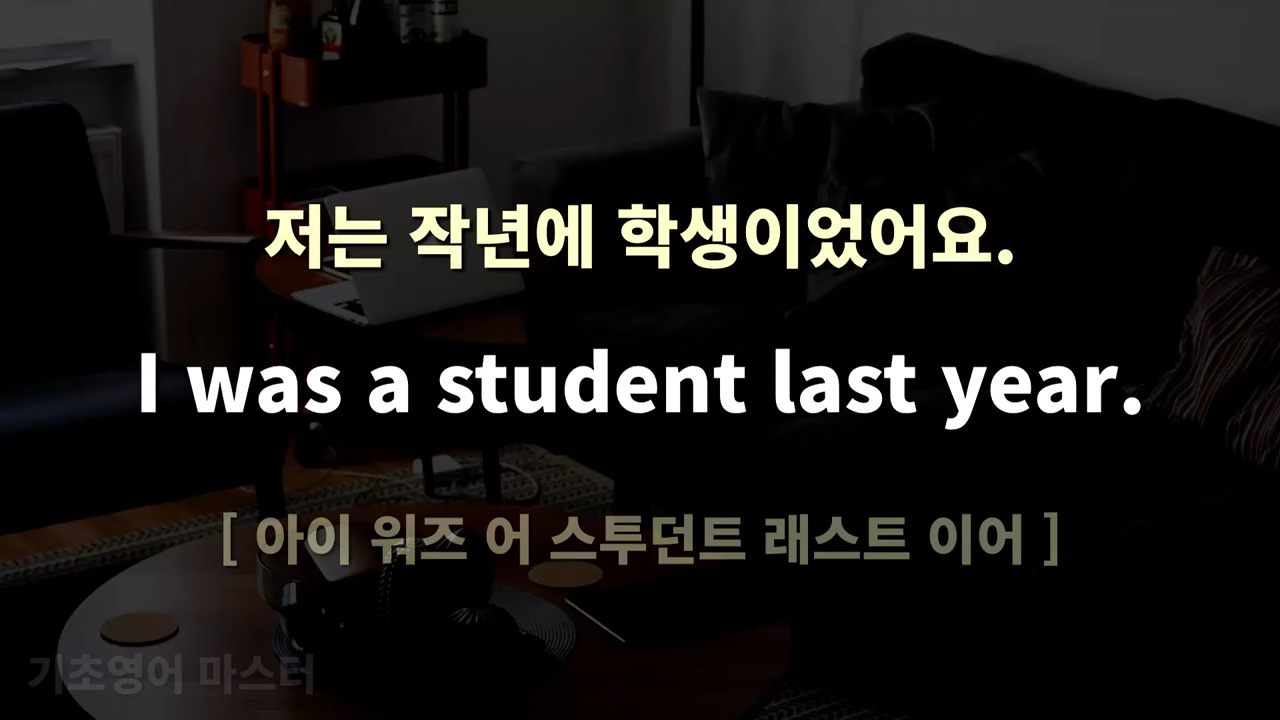 저는 작년에 학생이었어요.
I was a student last year.
[ 아이 워즈 어 스투던트 래스트 이어 ]
기초영어 마스터